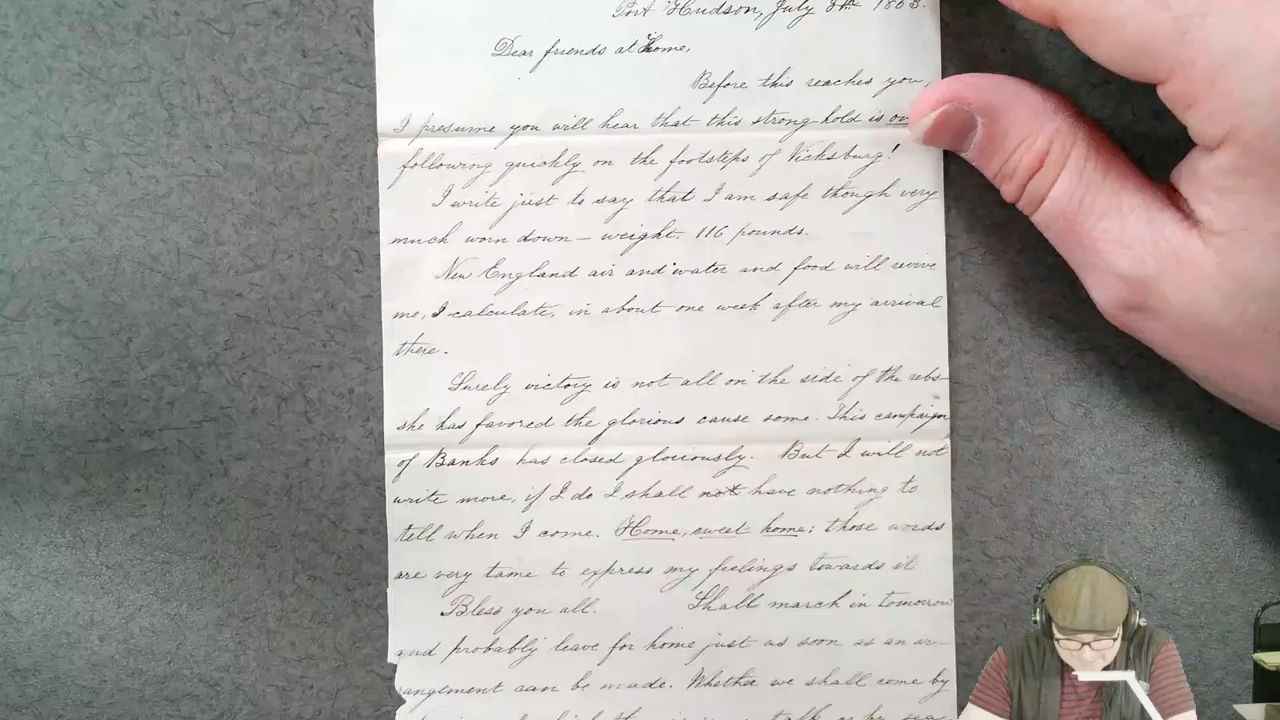 Port Hudson, July 8th 1863.
Dear friends at home,
Before this reaches you,
I presume you will hear that this strong-hold is
following quickly on the footsteps of Vicksburg!
I write just to say that I am safe though very
much worn down – weight. 116 pounds.
New England air and water and food will revive
me, I calculate, in about one week after my arrival
there.
Surely victory is not all on the side of the rebs–
she has favored the glorious cause some. This campaign
of Banks has closed gloriously. But I will not
write more, if I do I shall not have nothing to
tell when I come. Home, sweet home; those words
are very tame to express my feelings towards it
Bless you all. Shall march in tomorrow
and probably leave for home just as soon as an ar-
rangement can be made. Whether we shall come by